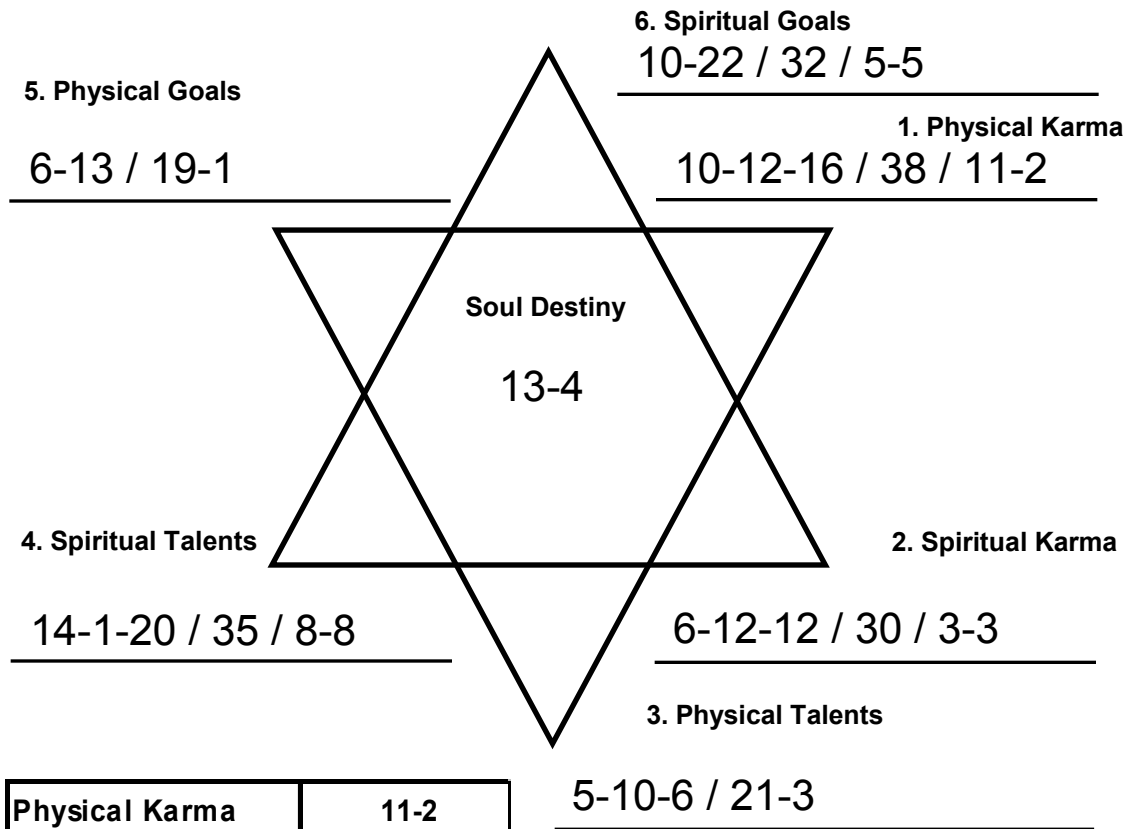 6. Spiritual Goals
10-22 / 32 / 5-5
5. Physical Goals
1. Physical Karma
6-13 / 19-1
10-12-16 / 38 / 11-2
Soul Destiny
13-4
4. Spiritual Talents
2. Spiritual Karma
14-1-20 / 35 / 8-8
6-12-12 / 30 / 3-3
3. Physical Talents
5-10-6 / 21-3
Physical Karma 11-2